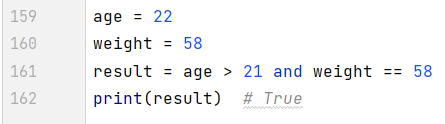 159 age = 22
160 weight = 58
161 result = age > 21 and weight == 58
162 print(result)  # True